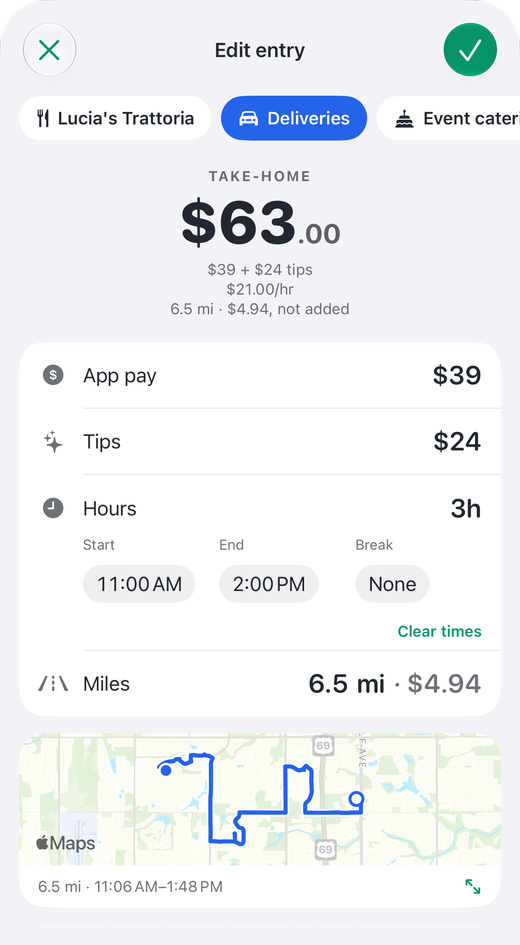 Edit entry
Lucia's Trattoria
Deliveries
Event cateri
TAKE-HOME
$63.00
$39 + $24 tips
$21.00/hr
6.5 mi · $4.94, not added
App pay $39
Tips $24
Hours 3h
Start End Break
11:00 AM 2:00 PM None
Clear times
Miles 6.5 mi · $4.94
69
LF AVE
Maps
69
6.5 mi · 11:06 AM–1:48 PM